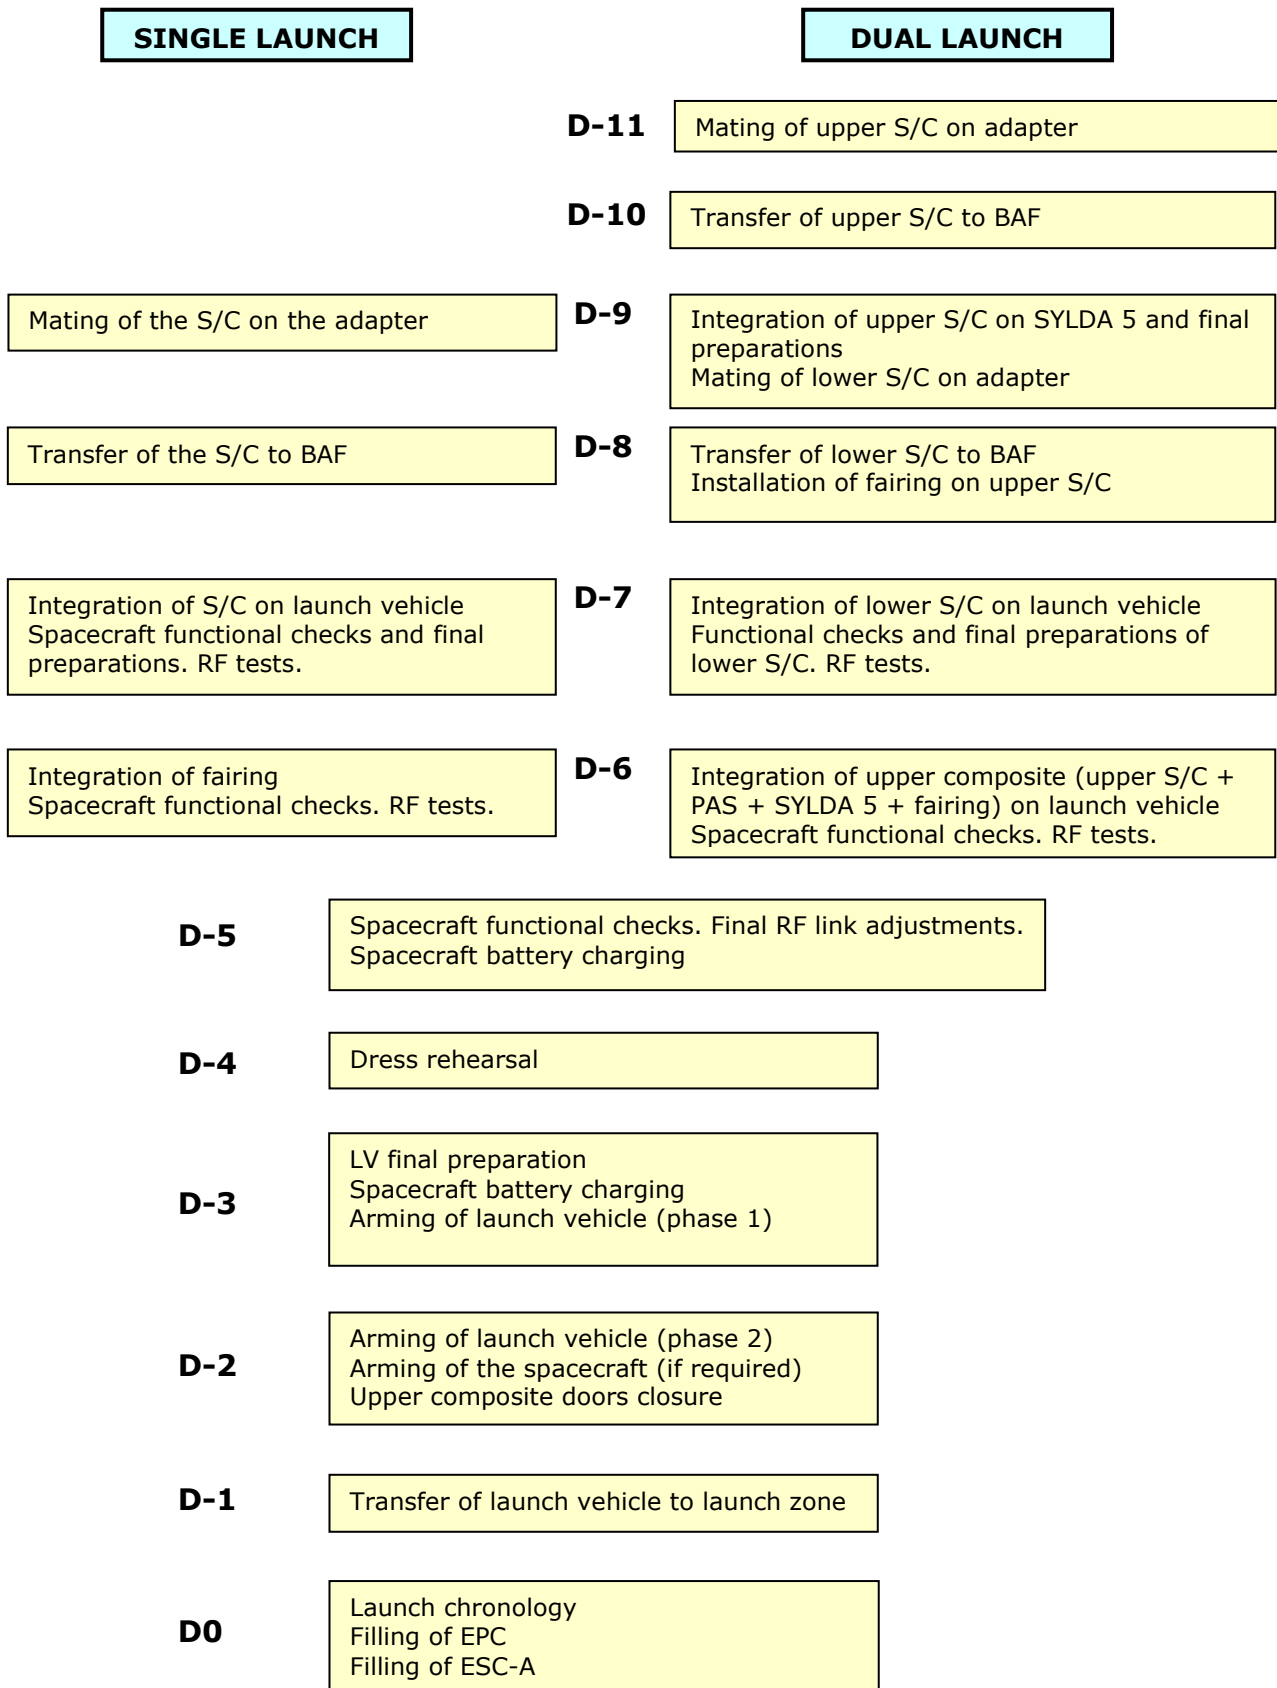 SINGLE LAUNCH
DUAL LAUNCH
D-11
Mating of upper S/C on adapter
D-10
Transfer of upper S/C to BAF
Mating of the S/C on the adapter
D-9
Integration of upper S/C on SYLDA 5 and final
preparations
Mating of lower S/C on adapter
Transfer of the S/C to BAF
D-8
Transfer of lower S/C to BAF
Installation of fairing on upper S/C
Integration of S/C on launch vehicle
Spacecraft functional checks and final
preparations. RF tests.
D-7
Integration of lower S/C on launch vehicle
Functional checks and final preparations of
lower S/C. RF tests.
Integration of fairing
Spacecraft functional checks. RF tests.
D-6
Integration of upper composite (upper S/C +
PAS + SYLDA 5 + fairing) on launch vehicle
Spacecraft functional checks. RF tests.
D-5
Spacecraft functional checks. Final RF link adjustments.
Spacecraft battery charging
D-4
Dress rehearsal
D-3
LV final preparation
Spacecraft battery charging
Arming of launch vehicle (phase 1)
D-2
Arming of launch vehicle (phase 2)
Arming of the spacecraft (if required)
Upper composite doors closure
D-1
Transfer of launch vehicle to launch zone
D0
Launch chronology
Filling of EPC
Filling of ESC-A